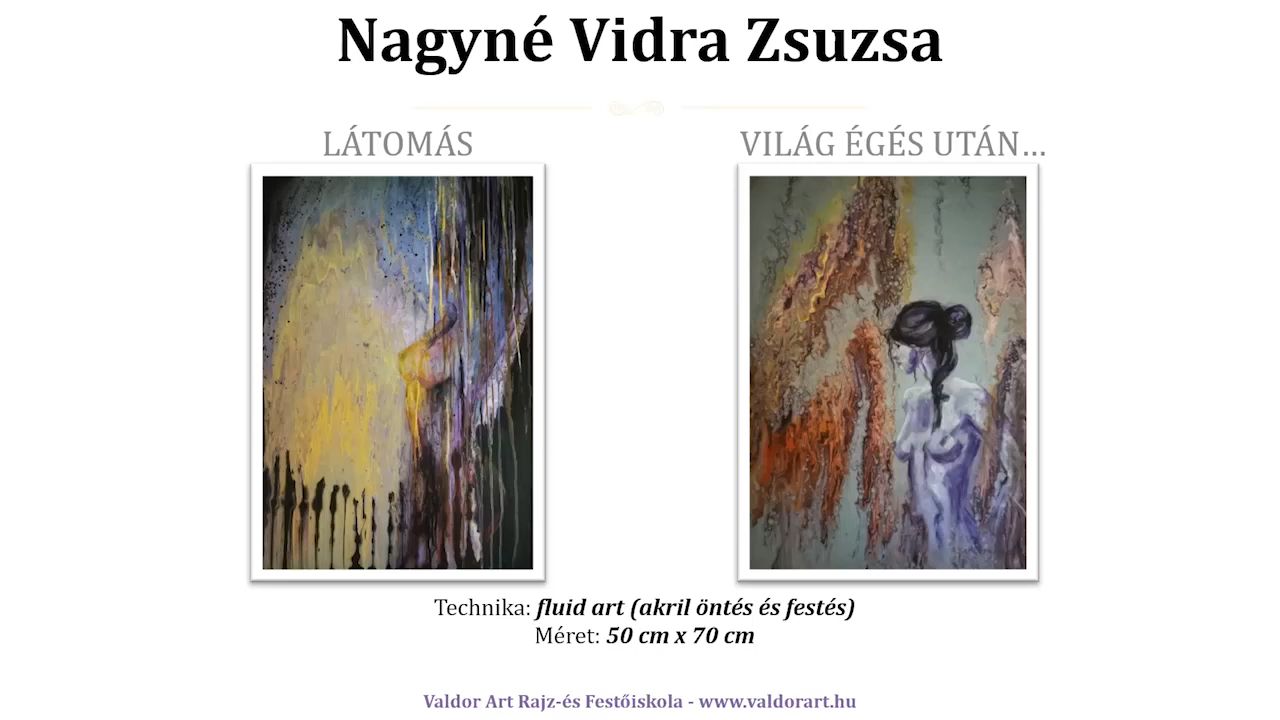 Nagyné Vidra Zsuzsa
LÁTOMÁS
VILÁG ÉGÉS UTÁN...
Technika: fluid art (akril öntés és festés)
Méret: 50 cm x 70 cm
Valdor Art Rajz-és Festőiskola - www.valdorart.hu